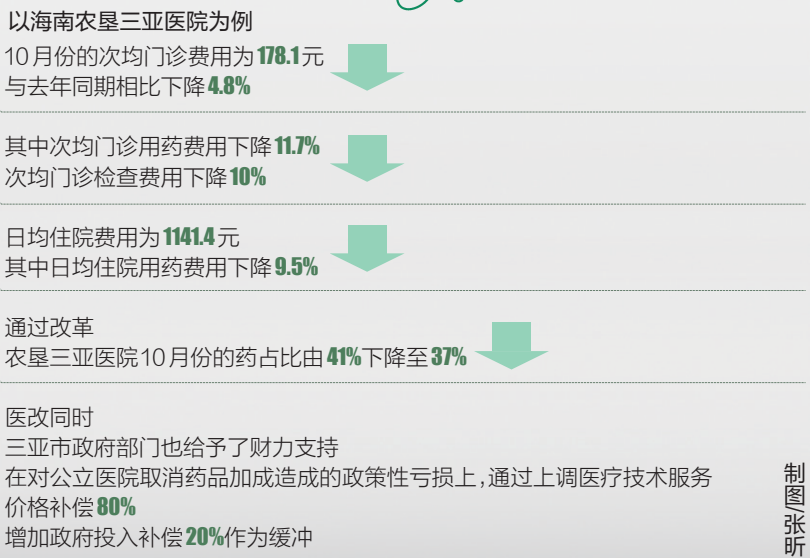 以海南农垦三亚医院为例
10月份的次均门诊费用为178.1元
与去年同期相比下降4.8%
其中次均门诊用药费用下降11.7%
次均门诊检查费用下降10%
日均住院费用为1141.4元
其中日均住院用药费用下降9.5%
通过改革
农垦三亚医院10月份的药占比由41%下降至37%
医改同时
三亚市政府部门也给予了财力支持
在对公立医院取消药品加成造成的政策性亏损上,通过上调医疗技术服务
价格补偿80%
增加政府投入补偿20%作为缓冲
制图/张昕